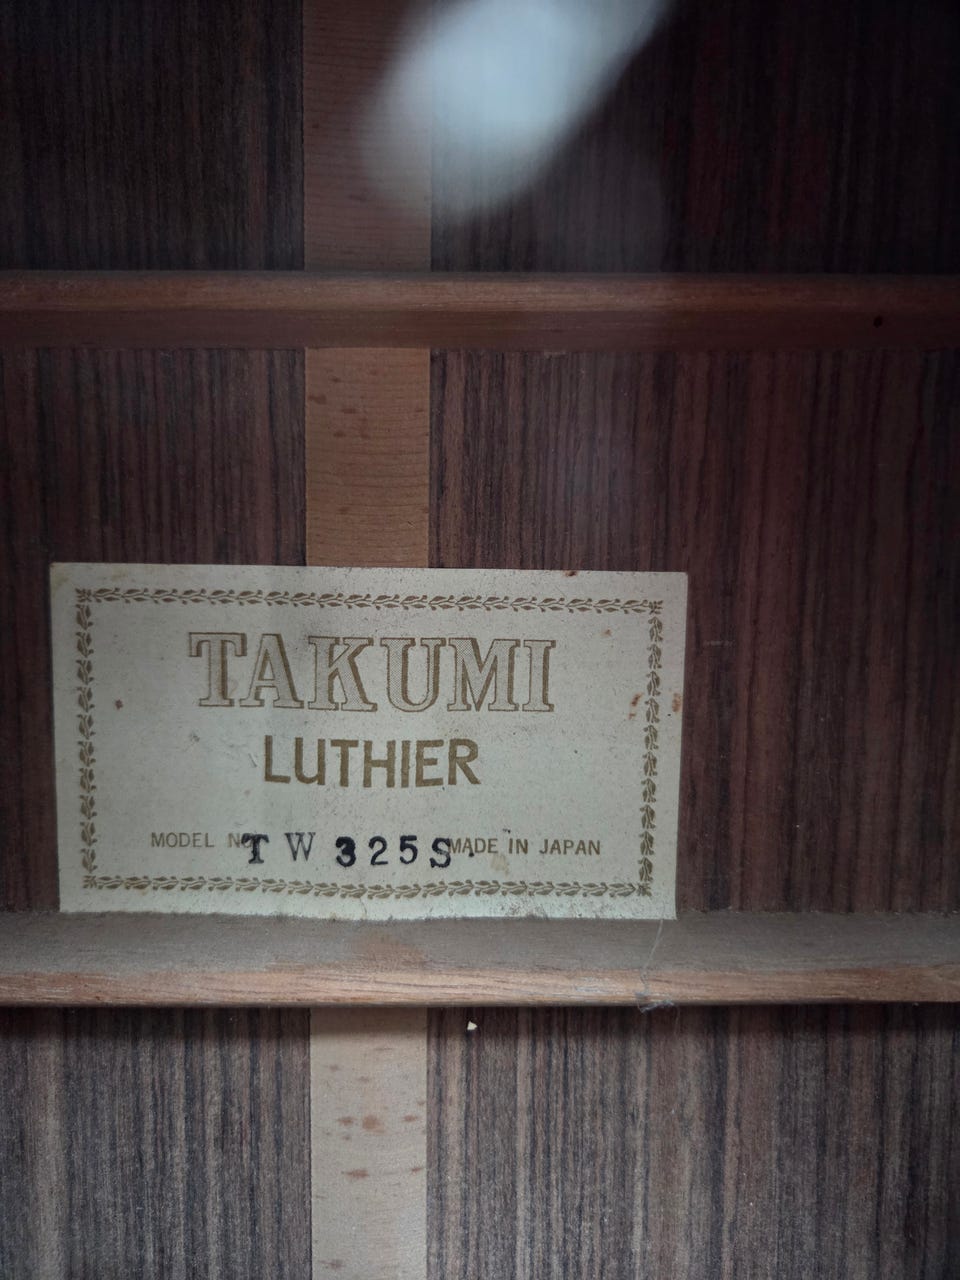 TAKUMI
LUTHIER
MODEL NO TW 325S MADE IN JAPAN